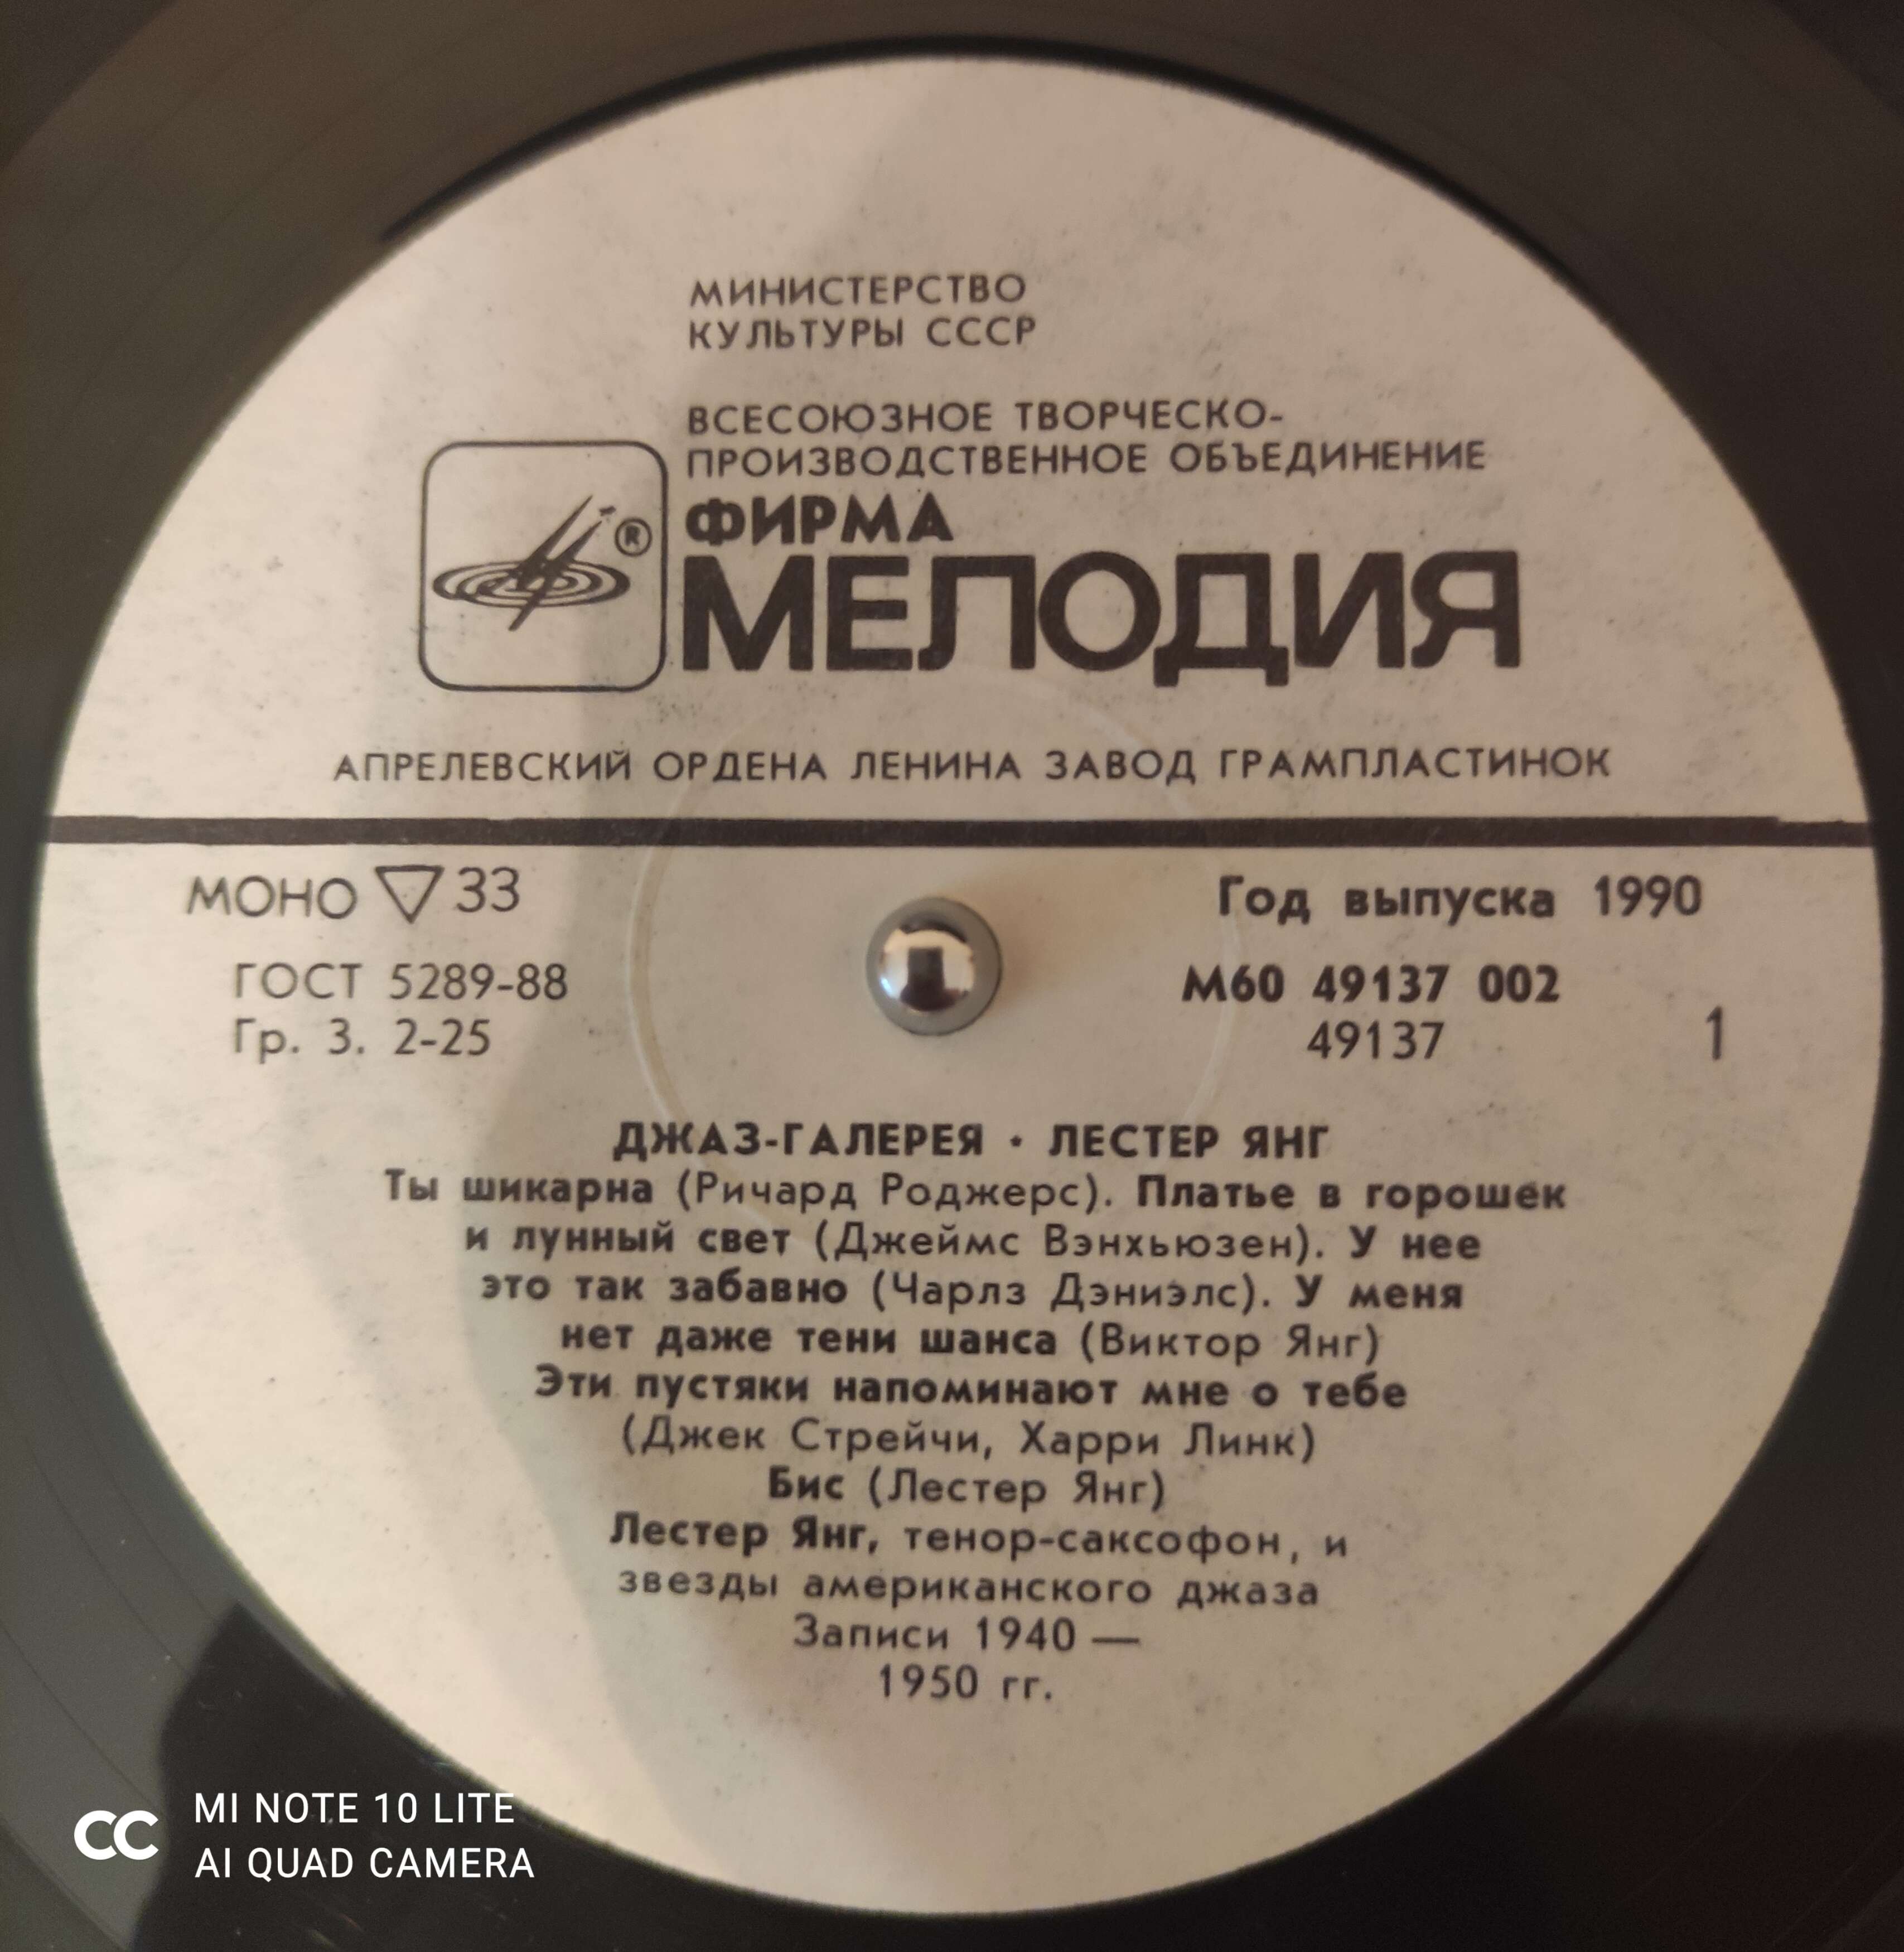 МИНИСТЕРСТВО
КУЛЬТУРЫ СССР
ВСЕСОЮЗНОЕ ТВОРЧЕСКО-
ПРОИЗВОДСТВЕННОЕ ОБЪЕДИНЕНИЕ
®
ФИРМА
МЕЛОДИЯ
АПРЕЛЕВСКИЙ ОРДЕНА ЛЕНИНА ЗАВОД ГРАМПЛАСТИНОК
МОНО ▽ 33
Год выпуска 1990
ГОСТ 5289-88
М60 49137 002
Гр. 3. 2-25
49137
1
ДЖАЗ-ГАЛЕРЕЯ • ЛЕСТЕР ЯНГ
Ты шикарна (Ричард Роджерс). Платье в горошек
и лунный свет (Джеймс Вэнхьюзен). У нее
это так забавно (Чарлз Дэниэлс). У меня
нет даже тени шанса (Виктор Янг)
Эти пустяки напоминают мне о тебе
(Джек Стрейчи, Харри Линк)
Бис (Лестер Янг)
Лестер Янг, тенор-саксофон, и
звезды американского джаза
Записи 1940 —
1950 гг.
MI NOTE 10 LITE
AI QUAD CAMERA